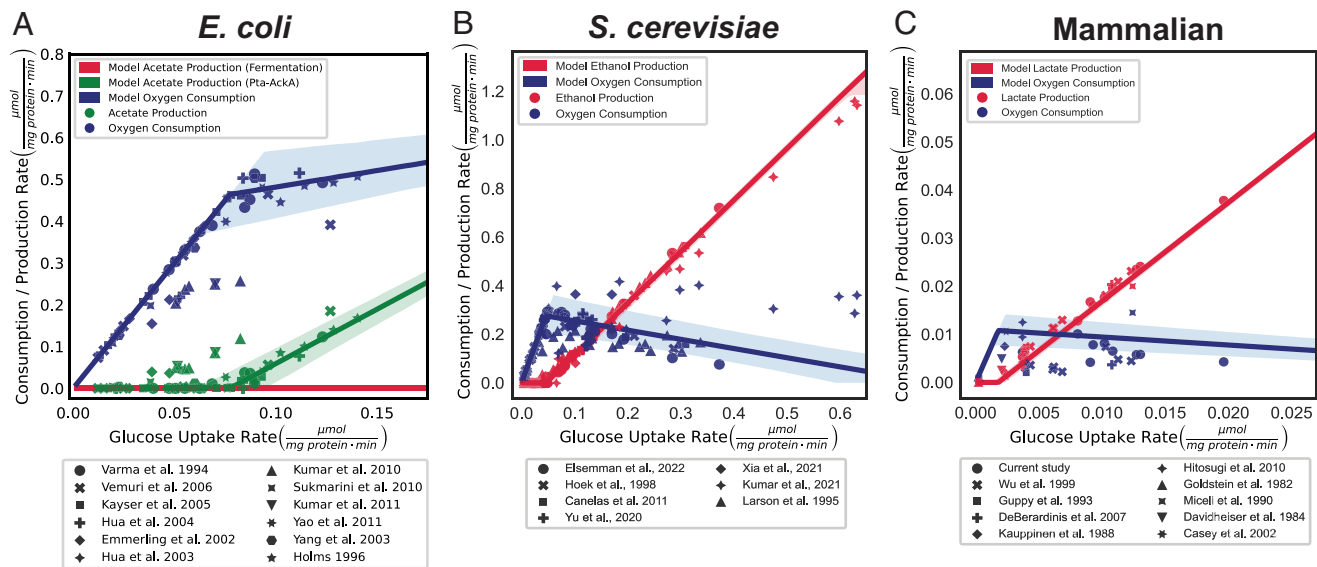 A
E. coli
Consumption / Production Rate (μmol / mg protein · min)
0.8
0.7
0.6
0.5
0.4
0.3
0.2
0.1
0.0
Model Acetate Production (Fermentation)
Model Acetate Production (Pta-AckA)
Model Oxygen Consumption
Acetate Production
Oxygen Consumption
0.00 0.05 0.10 0.15
Glucose Uptake Rate (μmol / mg protein · min)
Varma et al. 1994
Vemuri et al. 2006
Kayser et al. 2005
Hua et al. 2004
Emmerling et al. 2002
Hua et al. 2003
Kumar et al. 2010
Sukmarini et al. 2010
Kumar et al. 2011
Yao et al. 2011
Yang et al. 2003
Holms 1996
B
S. cerevisiae
Consumption / Production Rate (μmol / mg protein · min)
1.2
1.0
0.8
0.6
0.4
0.2
0.0
Model Ethanol Production
Model Oxygen Consumption
Ethanol Production
Oxygen Consumption
0.0 0.1 0.2 0.3 0.4 0.5 0.6
Glucose Uptake Rate (μmol / mg protein · min)
Elsemman et al., 2022
Hoek et al., 1998
Canelas et al. 2011
Yu et al., 2020
Xia et al., 2021
Kumar et al., 2021
Larson et al. 1995
C
Mammalian
Consumption / Production Rate (μmol / mg protein · min)
0.06
0.05
0.04
0.03
0.02
0.01
0.00
Model Lactate Production
Model Oxygen Consumption
Lactate Production
Oxygen Consumption
0.000 0.005 0.010 0.015 0.020 0.025
Glucose Uptake Rate (μmol / mg protein · min)
Current study
Wu et al. 1999
Guppy et al. 1993
DeBerardinis et al. 2007
Kauppinen et al. 1988
Hitosugi et al. 2010
Goldstein et al. 1982
Miceli et al. 1990
Davidheiser et al. 1984
Casey et al. 2002